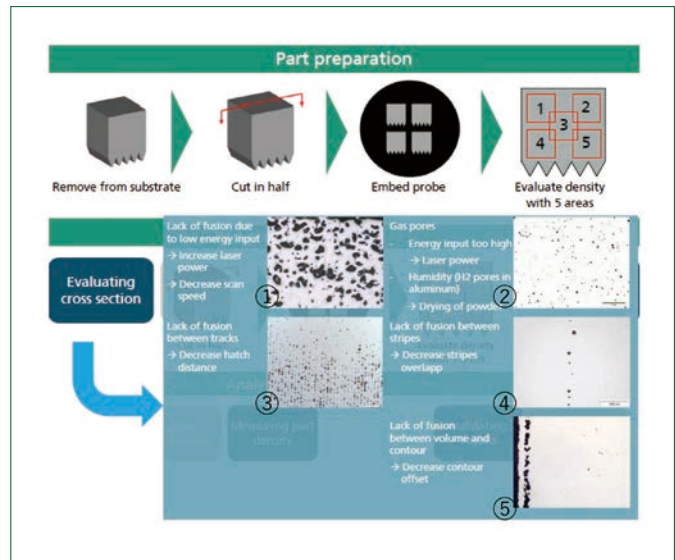 Part preparation
1 2
3
4 5
Remove from substrate
Cut in half
Embed probe
Evaluate density
with 5 areas
Evaluating
cross section
Lack of fusion
due to low energy input
→ Increase laser
power
→ Decrease scan
speed
①
Gas pores
- Energy input too high
→ Laser power
- Humidity (H2 pores in
aluminum)
→ Drying of powder
②
Lack of fusion
between tracks
→ Decrease hatch
distance
③
Lack of fusion between
stripes
→ Decrease stripes
overlapp
④
Measuring part
density
Lack of fusion
between volume and
contour
→ Decrease contour
offset
⑤